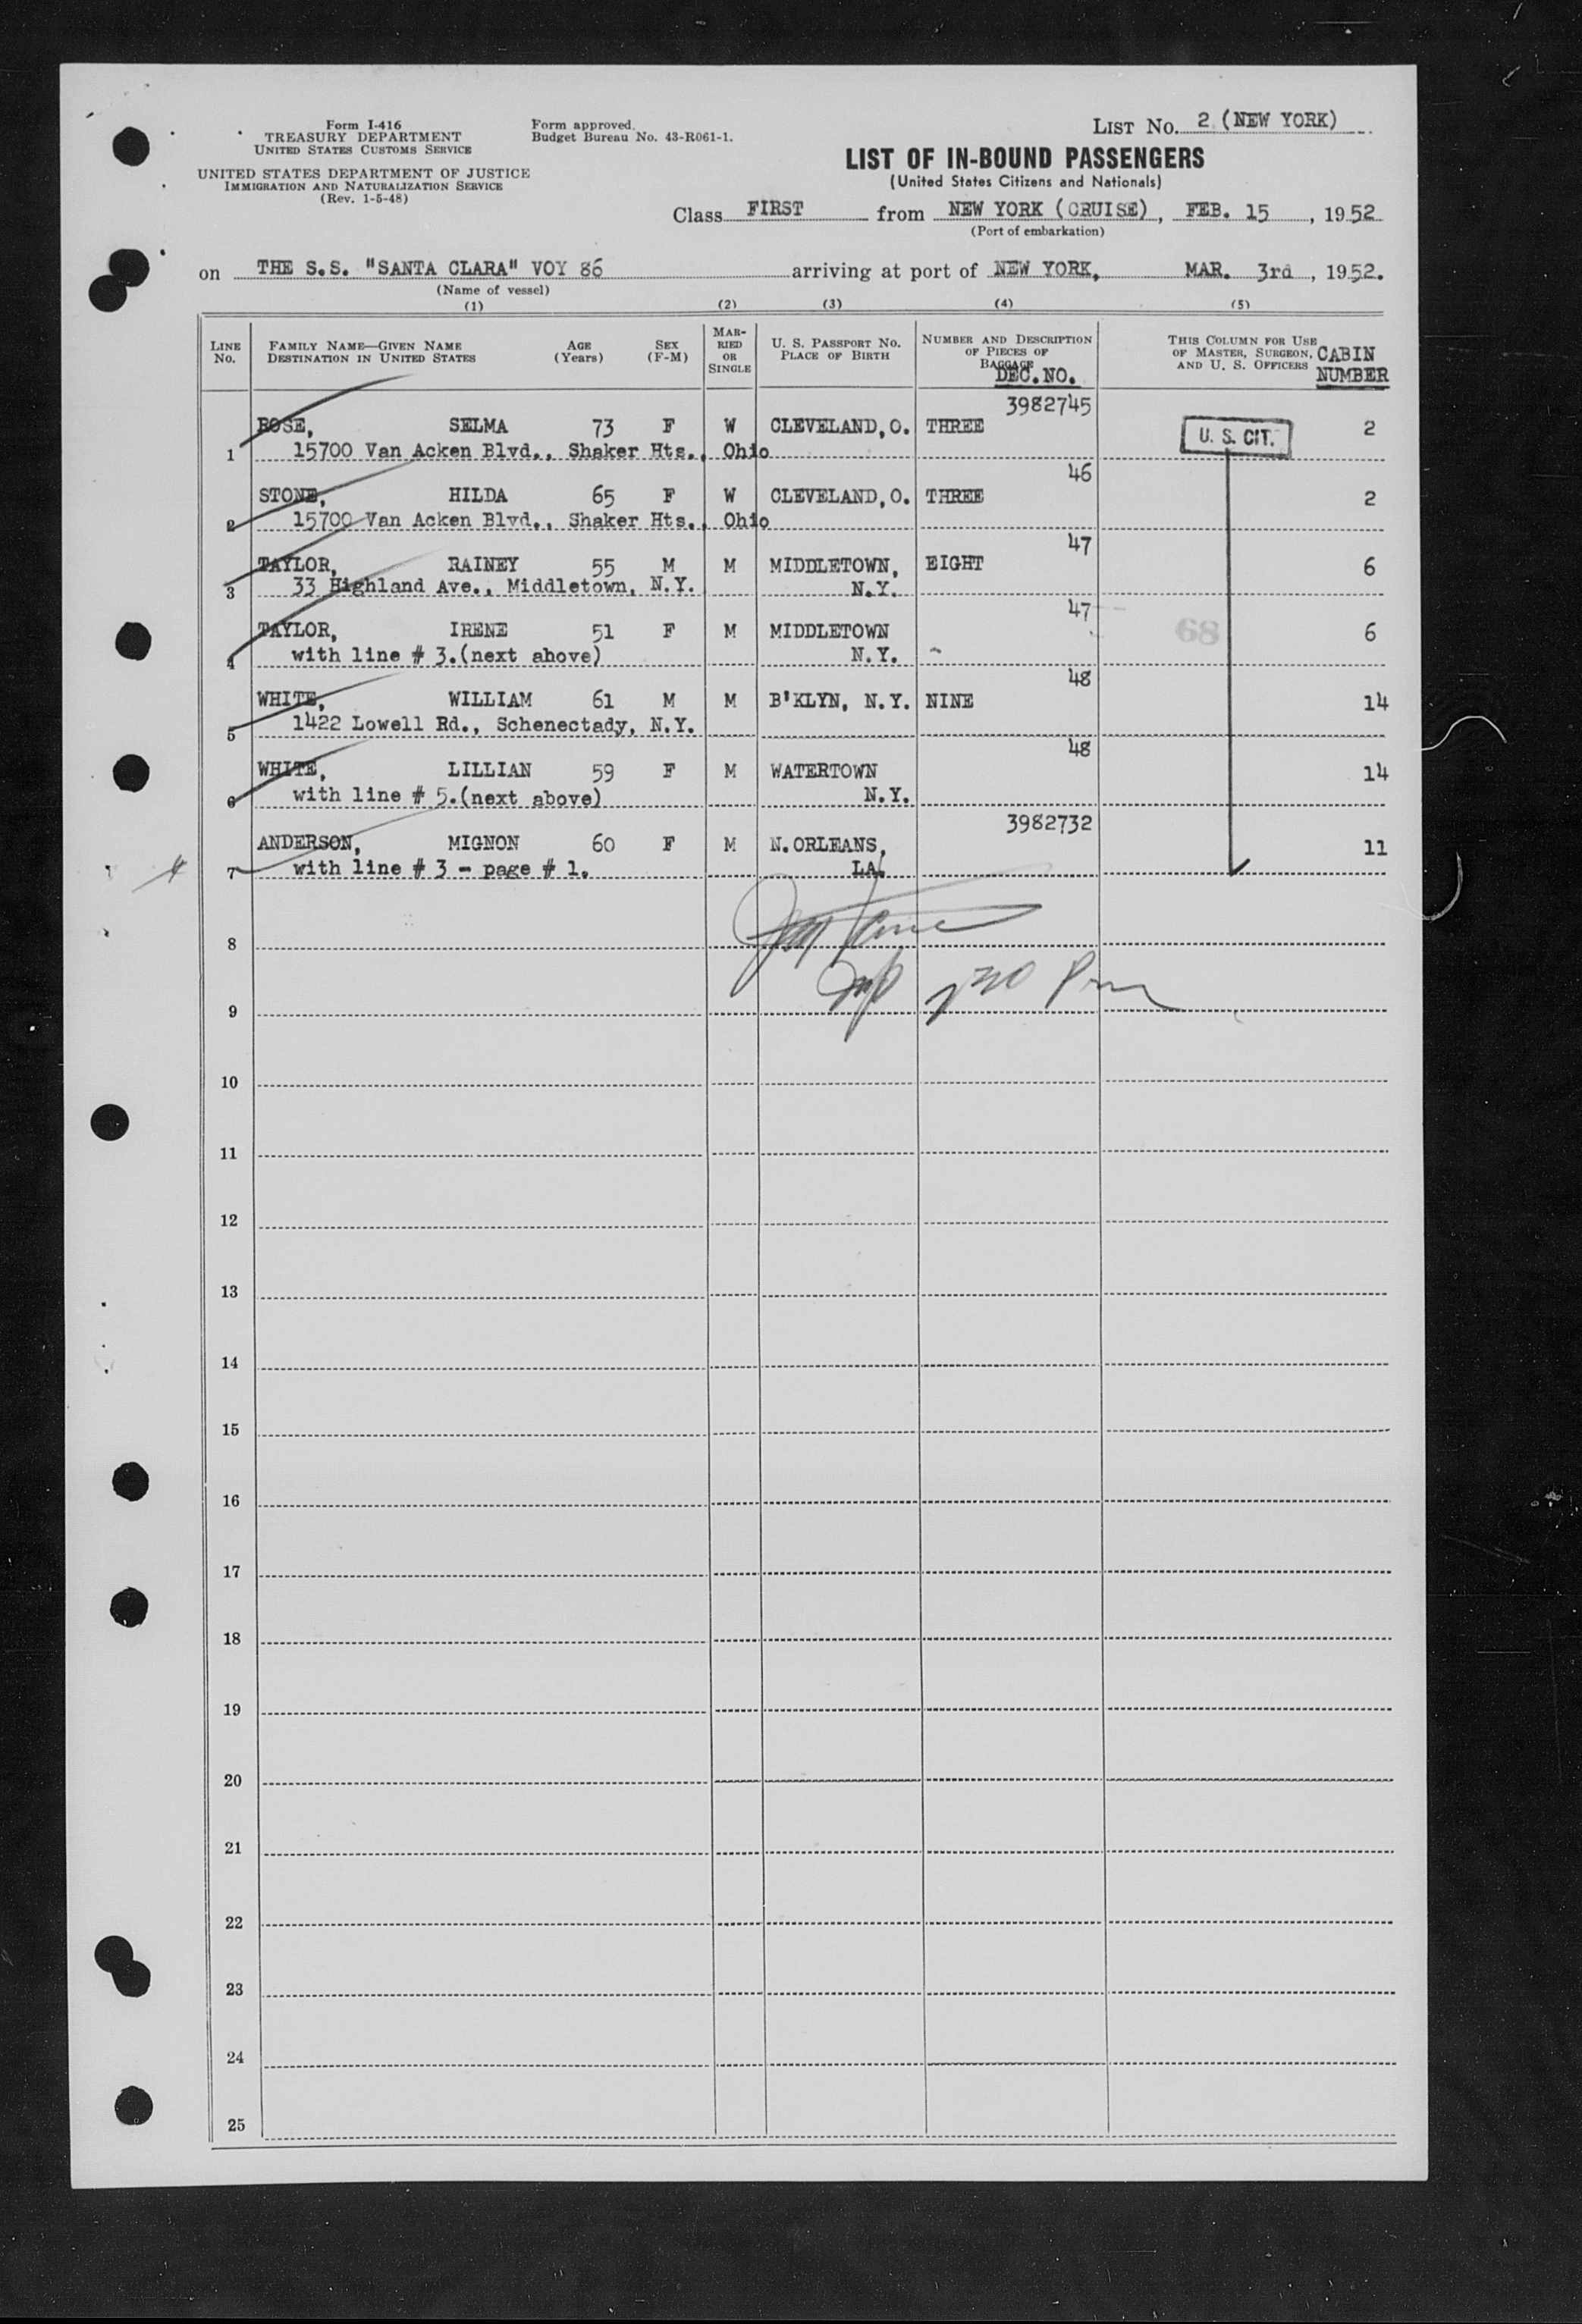 Form I-416
TREASURY DEPARTMENT
UNITED STATES CUSTOMS SERVICE
UNITED STATES DEPARTMENT OF JUSTICE
IMMIGRATION AND NATURALIZATION SERVICE
(Rev. 1-5-48)
Form approved.
Budget Bureau No. 43-R061-1.
LIST NO. 2 (NEW YORK)
LIST OF IN-BOUND PASSENGERS
(United States Citizens and Nationals)
Class FIRST from NEW YORK (CRUISE), FEB. 15, 1952
(Port of embarkation)
on THE S.S. "SANTA CLARA" VOY 86 arriving at port of NEW YORK, MAR. 3rd, 1952.
(Name of vessel)
(1) (2) (3) (4) (5)
LINE NO. FAMILY NAME—GIVEN NAME DESTINATION IN UNITED STATES AGE (Years) SEX (F-M) MARRIED OR SINGLE U. S. PASSPORT NO. PLACE OF BIRTH NUMBER AND DESCRIPTION OF PIECES OF BAGGAGE DEC. NO. THIS COLUMN FOR USE OF MASTER, SURGEON, AND U. S. OFFICERS CABIN NUMBER
3982745
ROSE, SELMA 73 F W CLEVELAND, O. THREE U. S. CIT. 2
1 15700 Van Acken Blvd., Shaker Hts., Ohio
46
STONE, HILDA 65 F W CLEVELAND, O. THREE 2
2 15700 Van Acken Blvd., Shaker Hts., Ohio
47
TAYLOR, RAINEY 55 M M MIDDLETOWN, EIGHT 6
3 33 Highland Ave., Middletown, N.Y. N.Y.
47
TAYLOR, IRENE 51 F M MIDDLETOWN 68 6
4 with line # 3.(next above) N.Y.
48
WHITE, WILLIAM 61 M M B'KLYN, N.Y. NINE 14
5 1422 Lowell Rd., Schenectady, N.Y.
48
WHITE, LILLIAN 59 F M WATERTOWN 14
6 with line # 5.(next above) N.Y.
3982732
ANDERSON, MIGNON 60 F M N.ORLEANS, 11
7 with line # 3 - page # 1. LA.
8
9
10
11
12
13
14
15
16
17
18
19
20
21
22
23
24
25